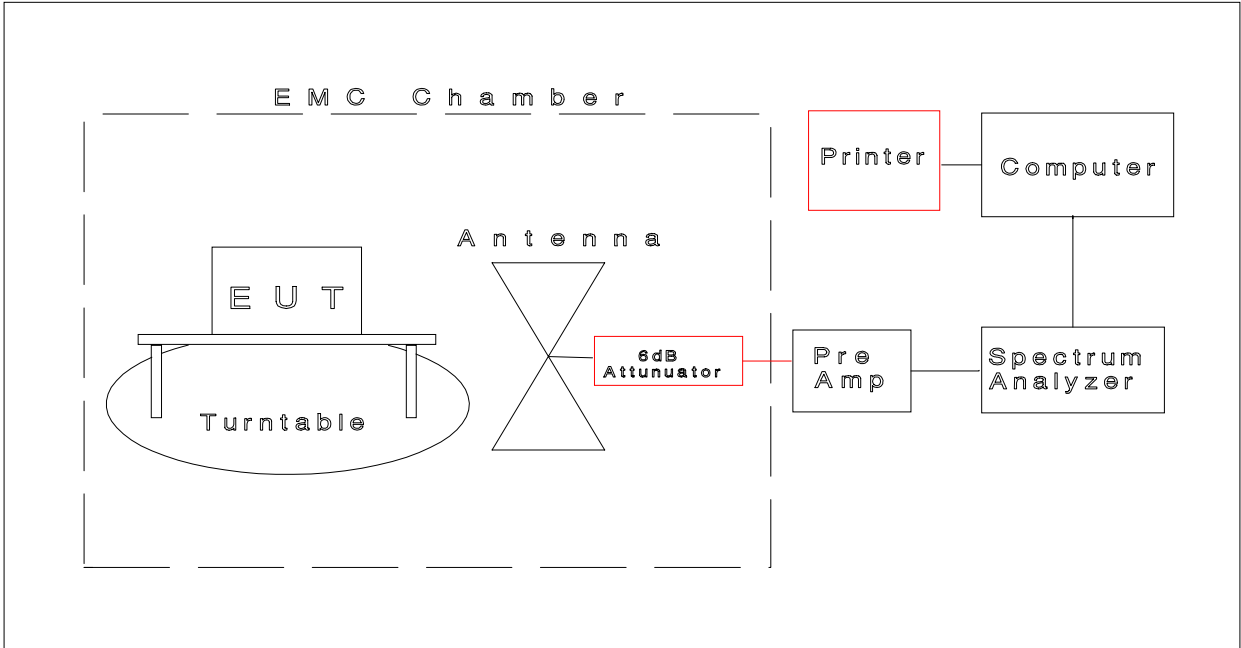 EMC Chamber
Printer
Computer
Antenna
EUT
6dB
Attunuator
Pre
Amp
Spectrum
Analyzer
Turntable